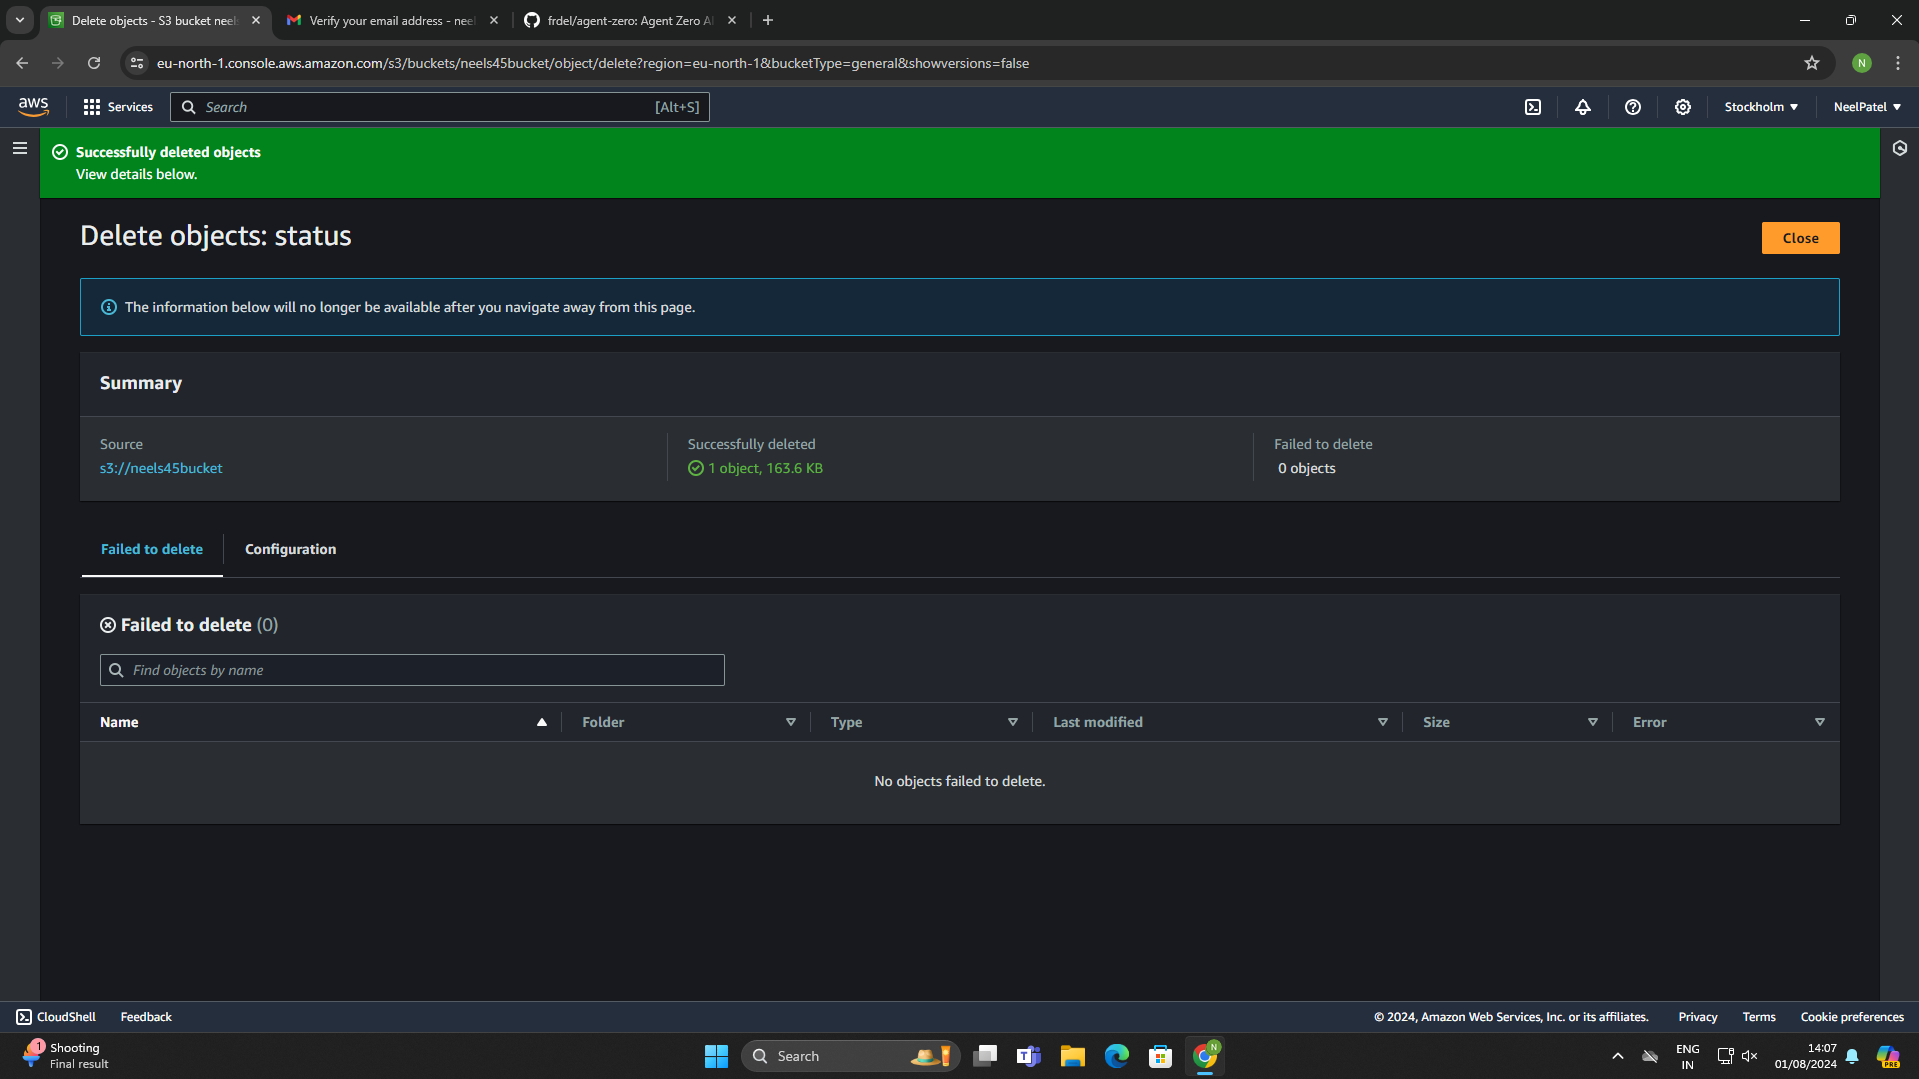 Delete objects - S3 bucket neel
Verify your email address - neel
frdel/agent-zero: Agent Zero AI
eu-north-1.console.aws.amazon.com/s3/buckets/neels45bucket/object/delete?region=eu-north-1&bucketType=general&showversions=false
N
aws
Services
Search
[Alt+S]
Stockholm
NeelPatel
Successfully deleted objects
View details below.
Delete objects: status
Close
The information below will no longer be available after you navigate away from this page.
Summary
Source
s3://neels45bucket
Successfully deleted
1 object, 163.6 KB
Failed to delete
0 objects
Failed to delete
Configuration
Failed to delete (0)
Find objects by name
Name
Folder
Type
Last modified
Size
Error
No objects failed to delete.
CloudShell
Feedback
© 2024, Amazon Web Services, Inc. or its affiliates.
Privacy
Terms
Cookie preferences
1
Shooting
Final result
Search
N
ENG
IN
14:07
01/08/2024
PRE